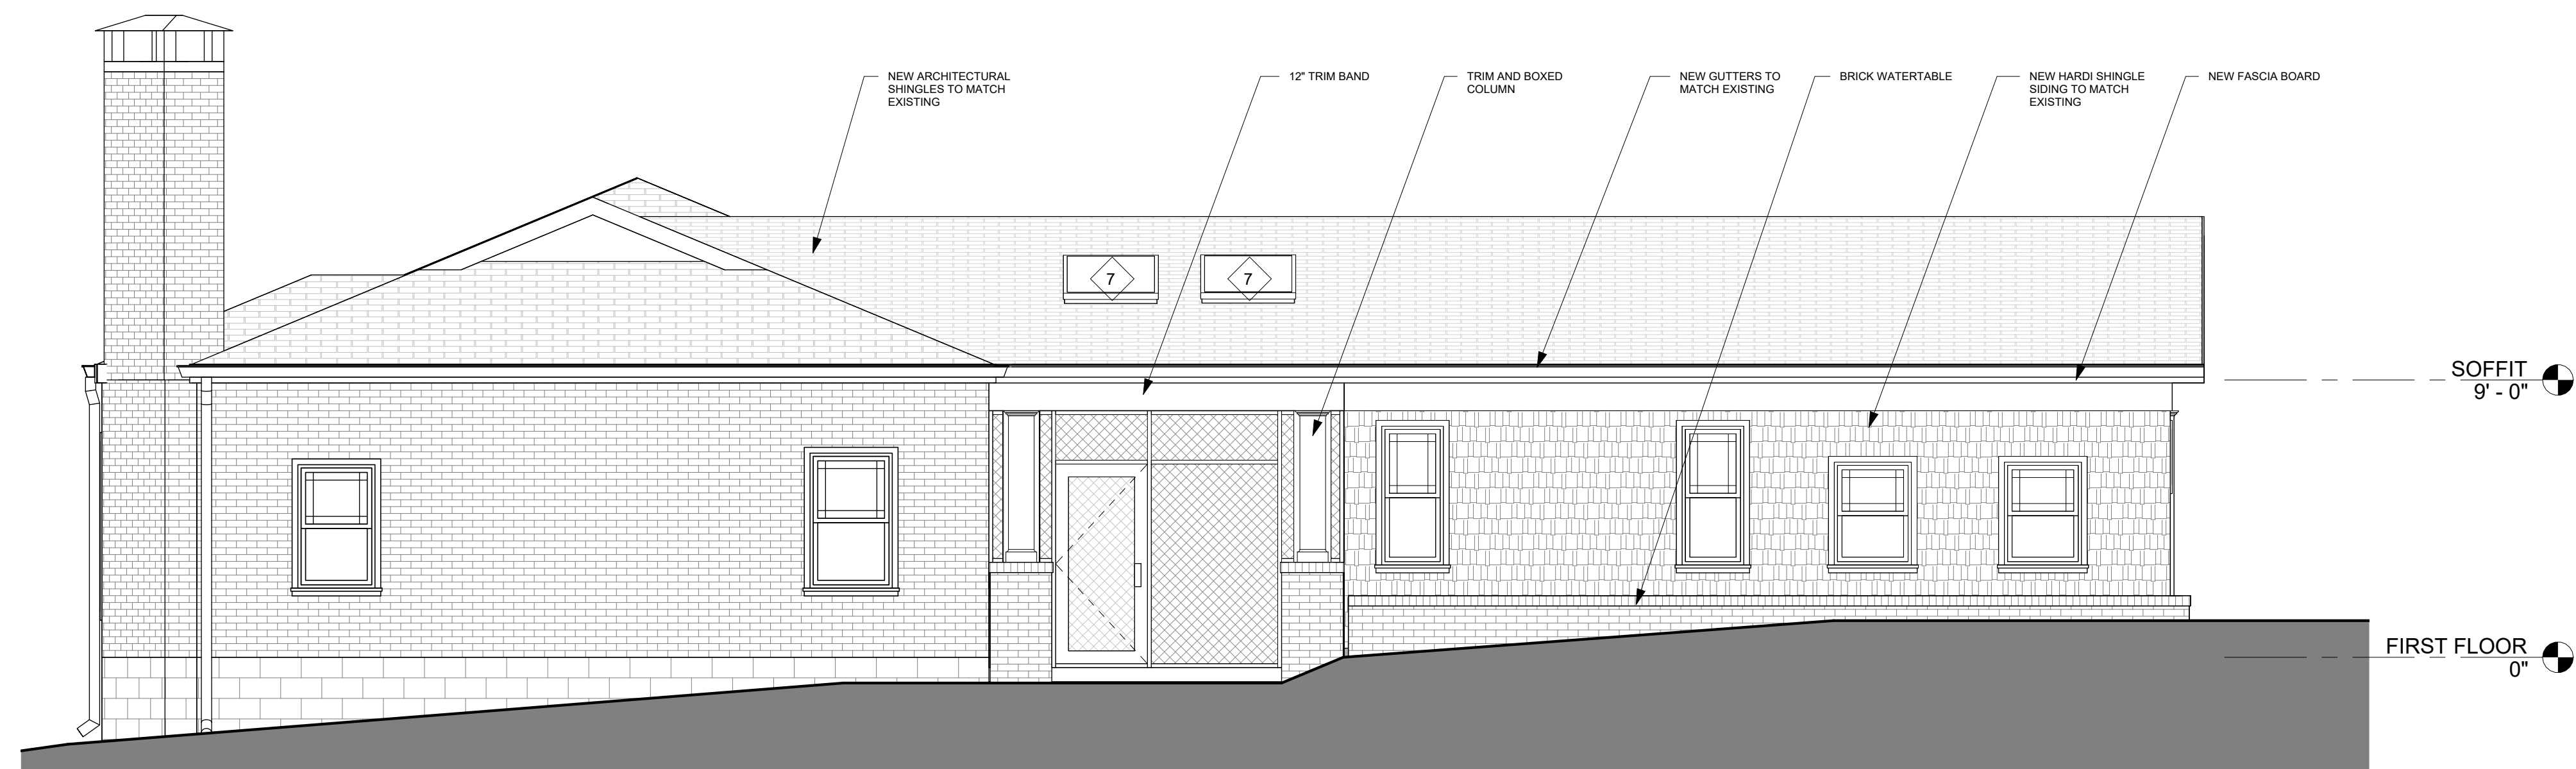 NEW ARCHITECTURAL
SHINGLES TO MATCH
EXISTING
12" TRIM BAND
TRIM AND BOXED
COLUMN
NEW GUTTERS TO
MATCH EXISTING
BRICK WATERTABLE
NEW HARDI SHINGLE
SIDING TO MATCH
EXISTING
NEW FASCIA BOARD
7
7
SOFFIT
9' - 0"
FIRST FLOOR
0"